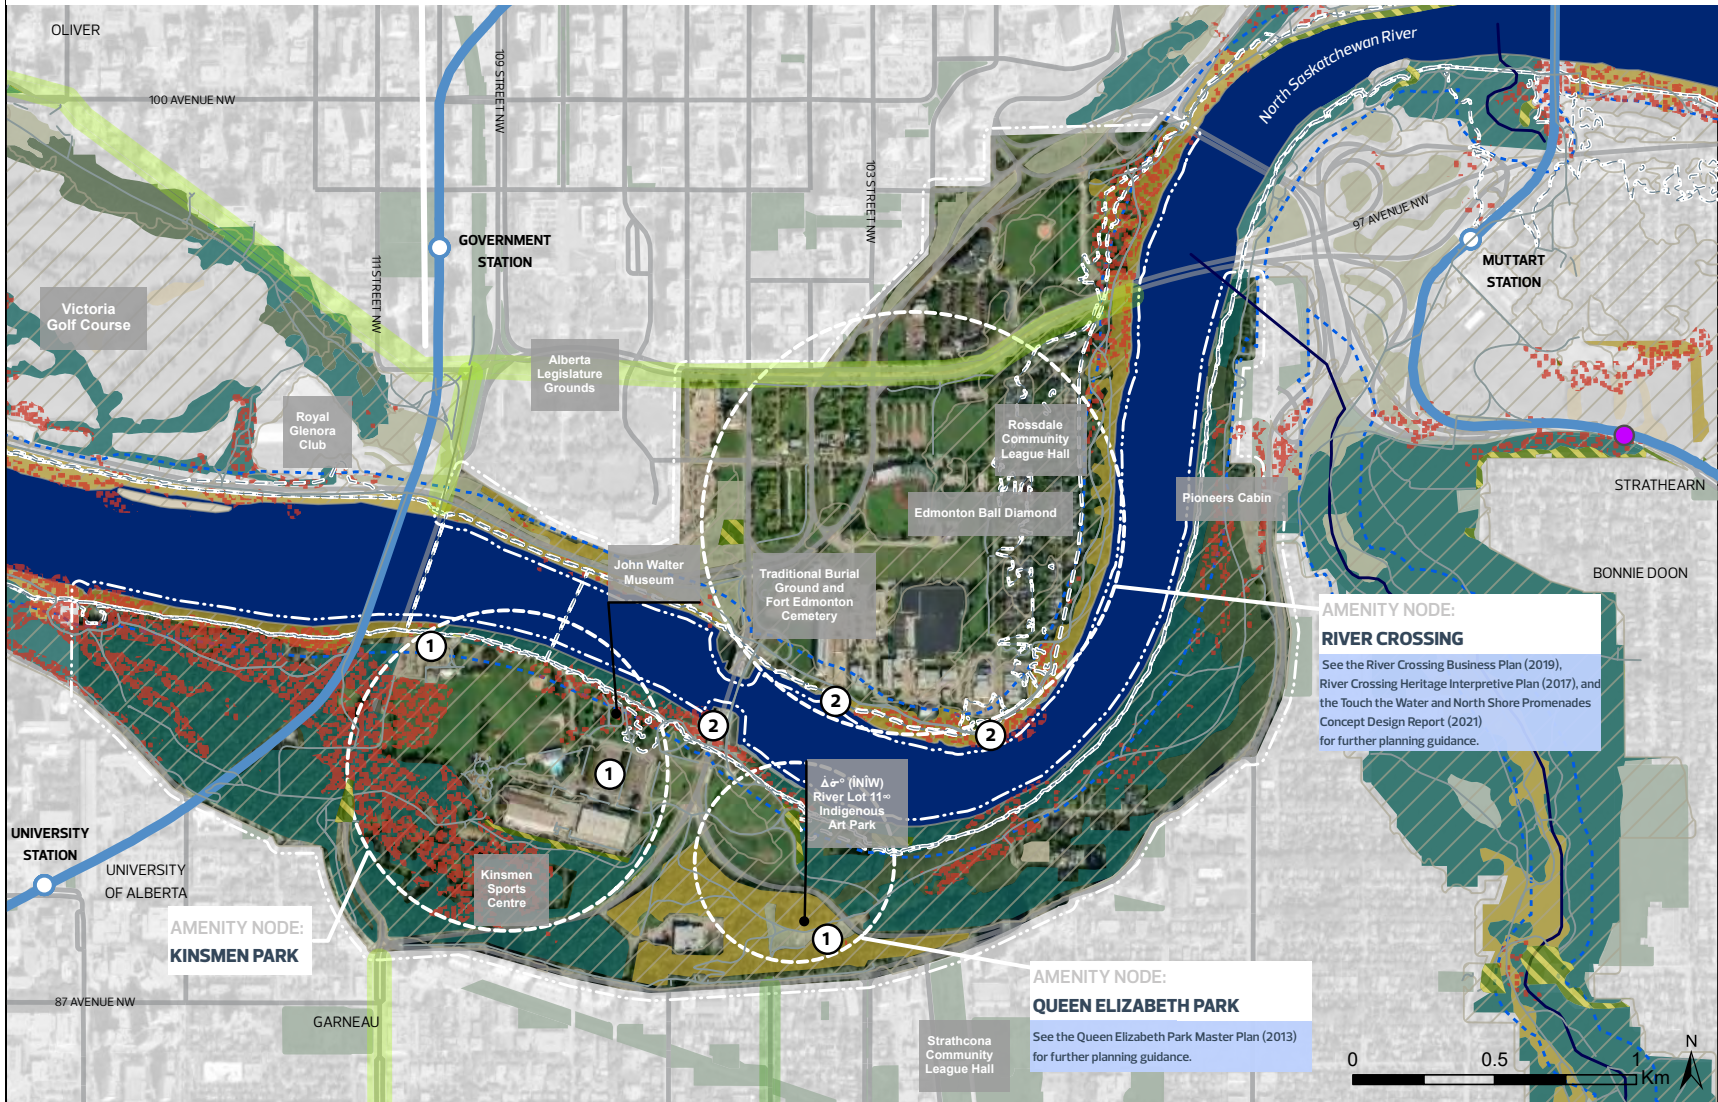 OLIVER
100 AVENUE NW
109 STREET NW
North Saskatchewan River
103 STREET NW
97 AVENUE NW
GOVERNMENT
STATION
MUTTART
STATION
111 STREET NW
Victoria
Golf Course
Alberta
Legislature
Grounds
Royal
Glenora
Club
Rossdale
Community
League Hall
Pioneers Cabin
STRATHEARN
Edmonton Ball Diamond
John Walter
Museum
Traditional Burial
Ground and
Fort Edmonton
Cemetery
BONNIE DOON
AMENITY NODE:
RIVER CROSSING
See the River Crossing Business Plan (2019),
River Crossing Heritage Interpretive Plan (2017), and
the Touch the Water and North Shore Promenades
Concept Design Report (2021)
for further planning guidance.
1
2
2
2
1
ᐄᓃᐤ (ÎNÎW)
River Lot 11∞
Indigenous
Art Park
UNIVERSITY
STATION
UNIVERSITY
OF ALBERTA
Kinsmen
Sports
Centre
1
AMENITY NODE:
KINSMEN PARK
AMENITY NODE:
QUEEN ELIZABETH PARK
See the Queen Elizabeth Park Master Plan (2013)
for further planning guidance.
87 AVENUE NW
GARNEAU
Strathcona
Community
League Hall
0 0.5 1
Km
N